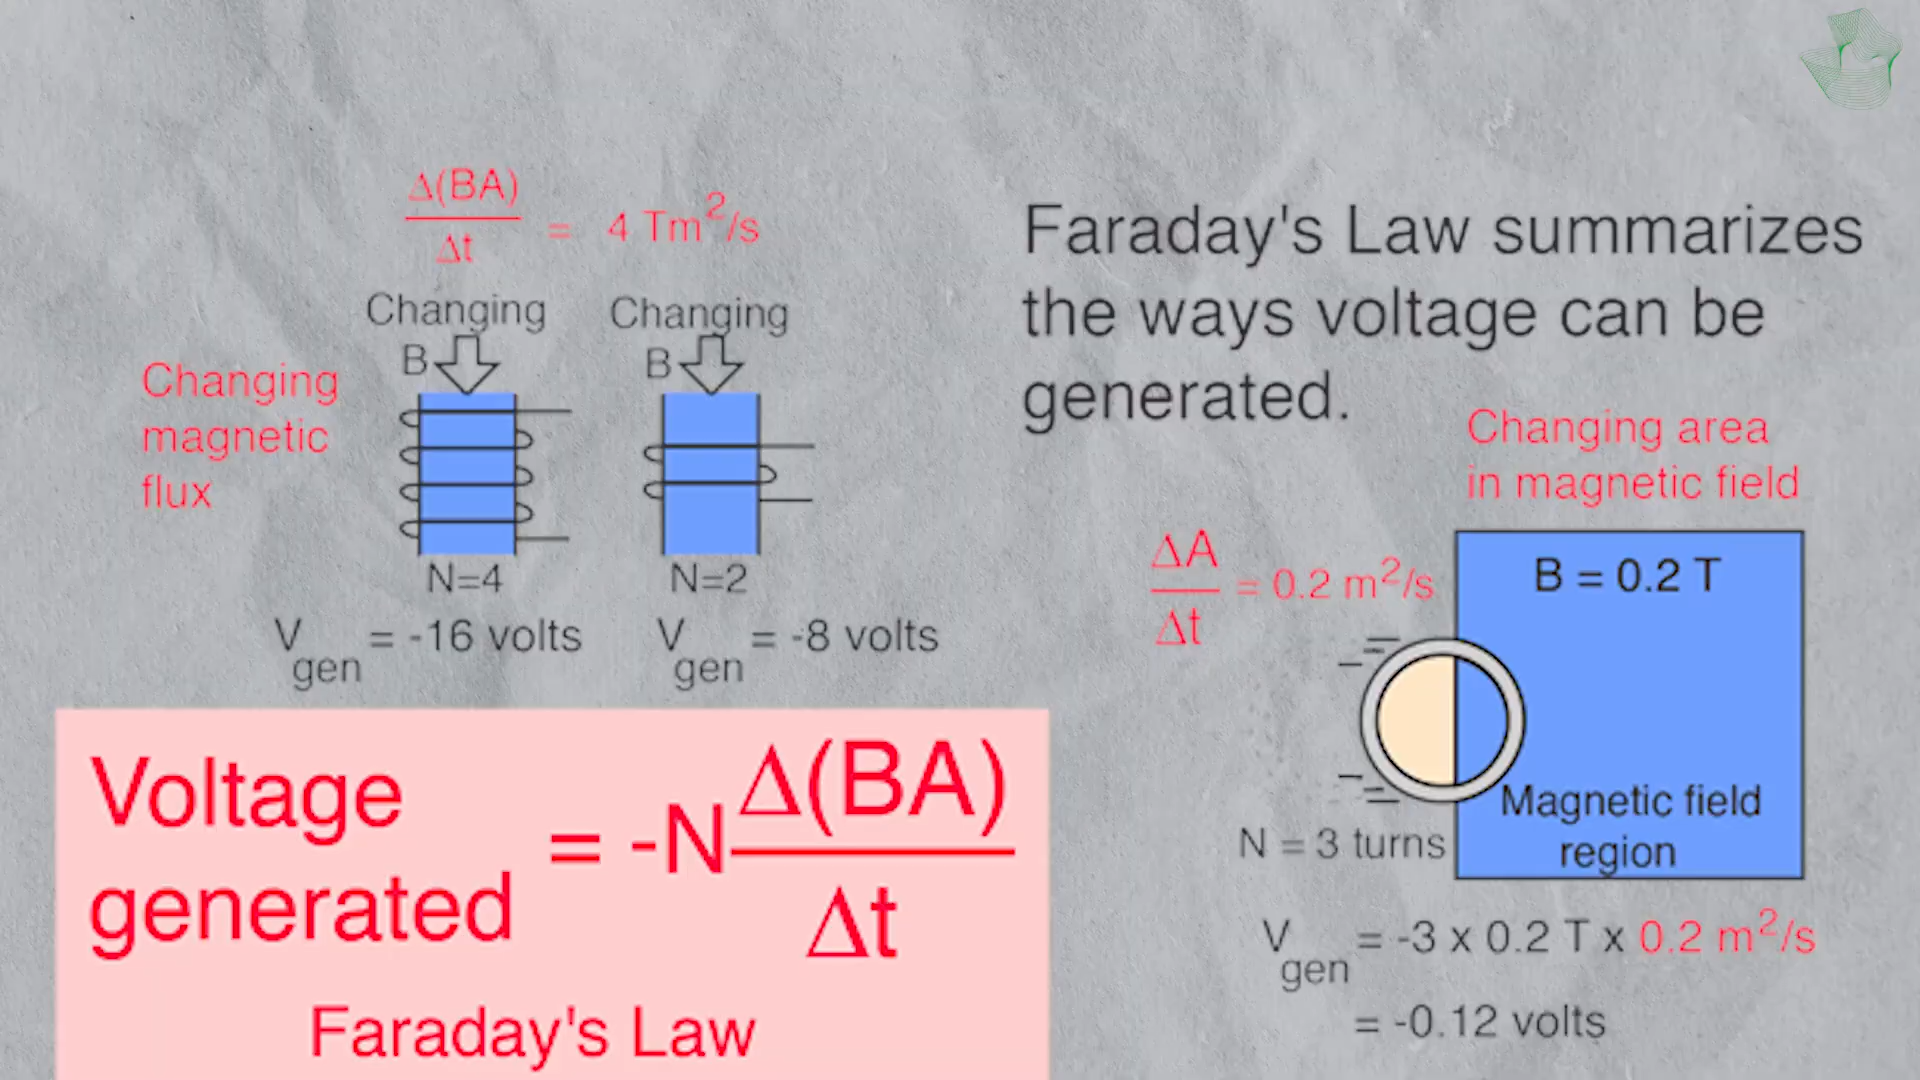 Δ(BA)
Δt
= 4 Tm²/s
Changing
B
Changing
B
Changing
magnetic
flux
N=4
N=2
V gen = -16 volts
V gen = -8 volts
Voltage
generated
= -N Δ(BA)
Δt
Faraday's Law
Faraday's Law summarizes
the ways voltage can be
generated.
Changing area
in magnetic field
ΔA
Δt
= 0.2 m²/s
B = 0.2 T
Magnetic field
region
N = 3 turns
V gen = -3 x 0.2 T x 0.2 m²/s
= -0.12 volts